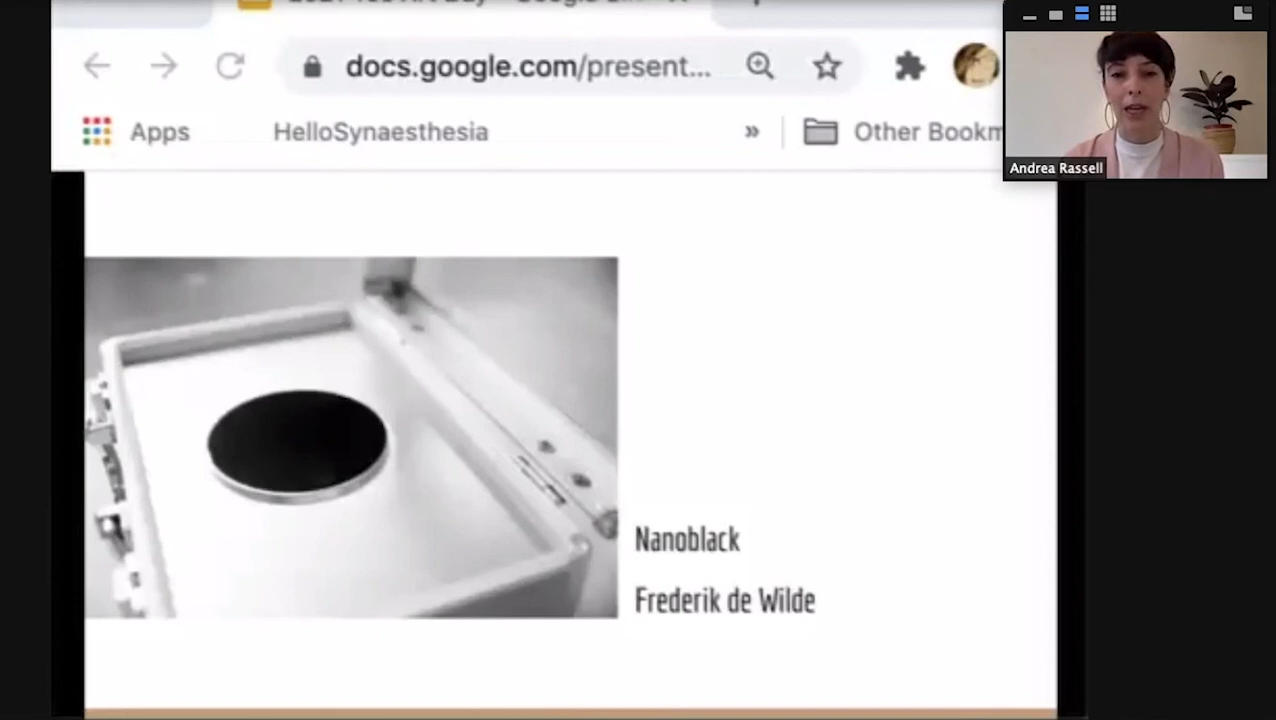 docs.google.com/present...
Apps
HelloSynaesthesia
»
Other Bookm
Andrea Rassell
Nanoblack
Frederik de Wilde